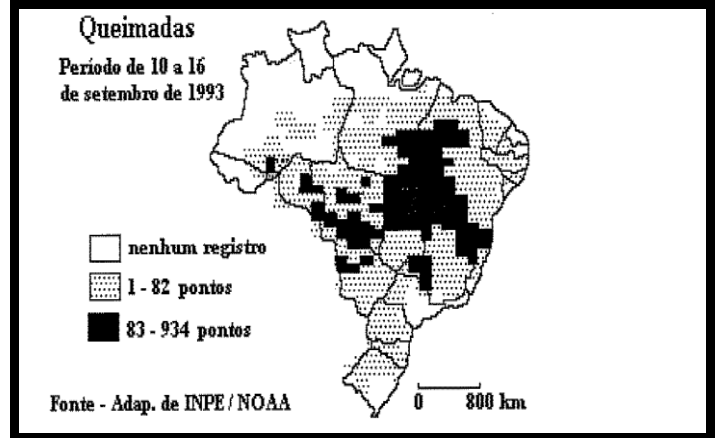 Queimadas
Período de 10 a 16
de setembro de 1993
nenhum registro
1 - 82 pontos
83 - 934 pontos
Fonte - Adap. de INPE / NOAA
0 800 km